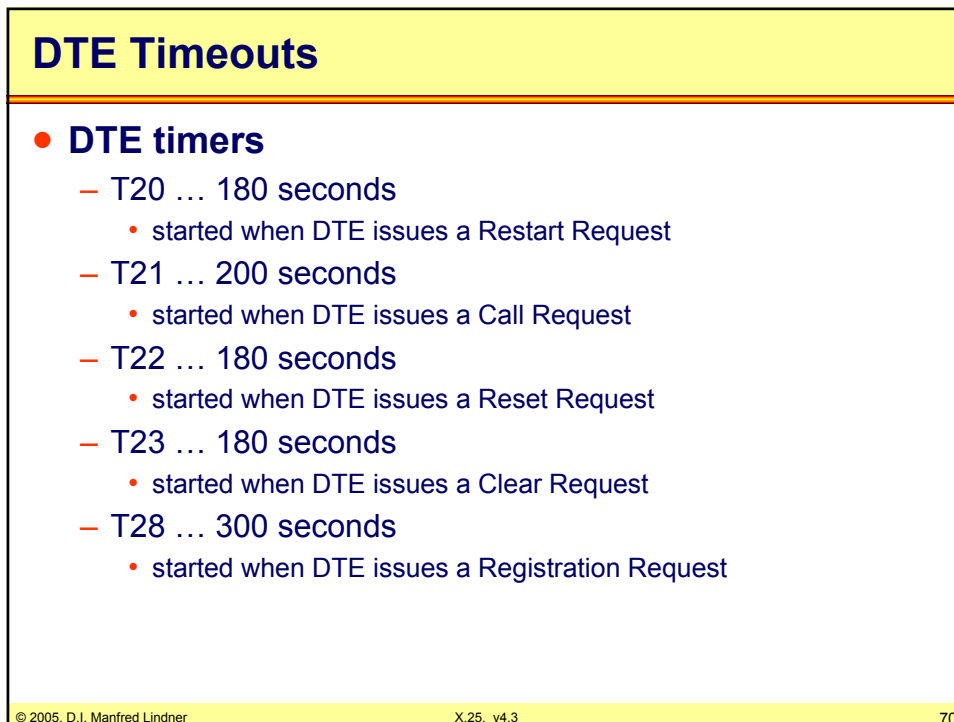 DTE Timeouts
• DTE timers
– T20 … 180 seconds
• started when DTE issues a Restart Request
– T21 … 200 seconds
• started when DTE issues a Call Request
– T22 … 180 seconds
• started when DTE issues a Reset Request
– T23 … 180 seconds
• started when DTE issues a Clear Request
– T28 … 300 seconds
• started when DTE issues a Registration Request
© 2005, D.I. Manfred Lindner X.25, v4.3 70